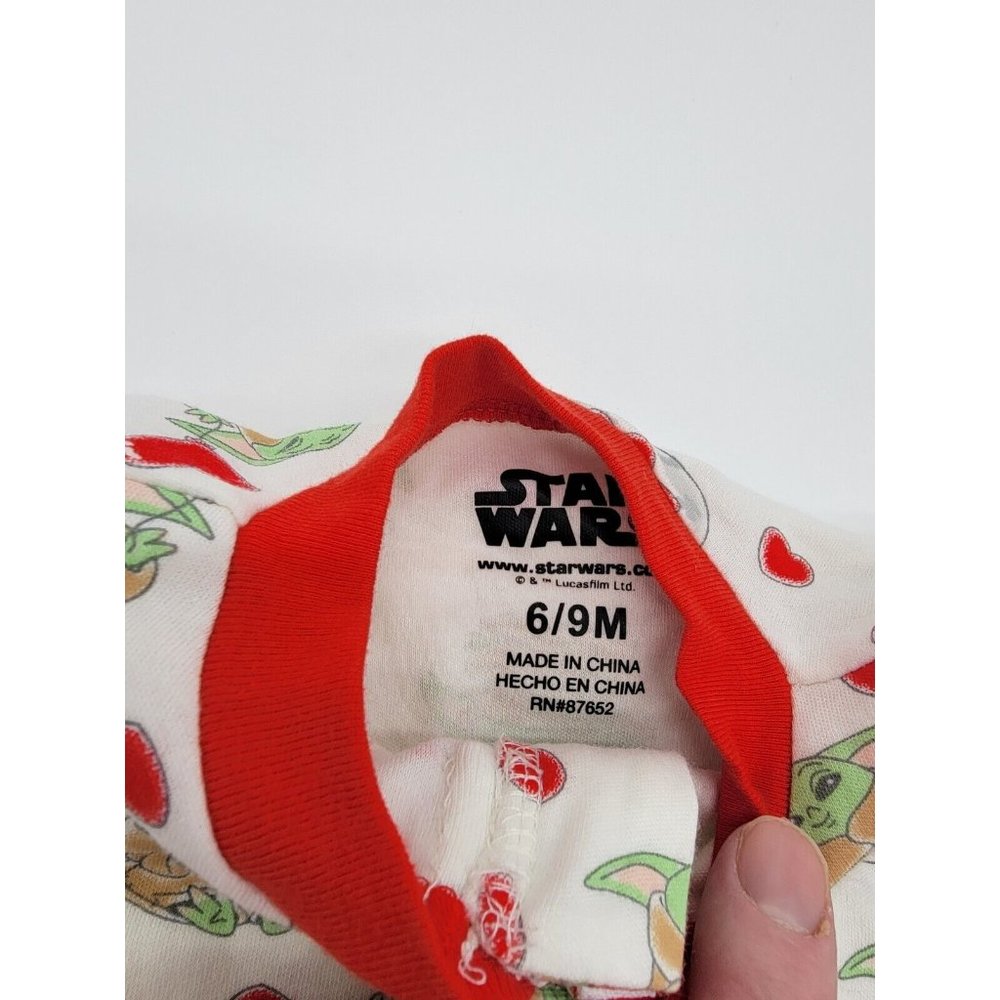 STAR
WARS
www.starwars.co
© & ™ Lucasfilm Ltd.
6/9M
MADE IN CHINA
HECHO EN CHINA
RN#87652